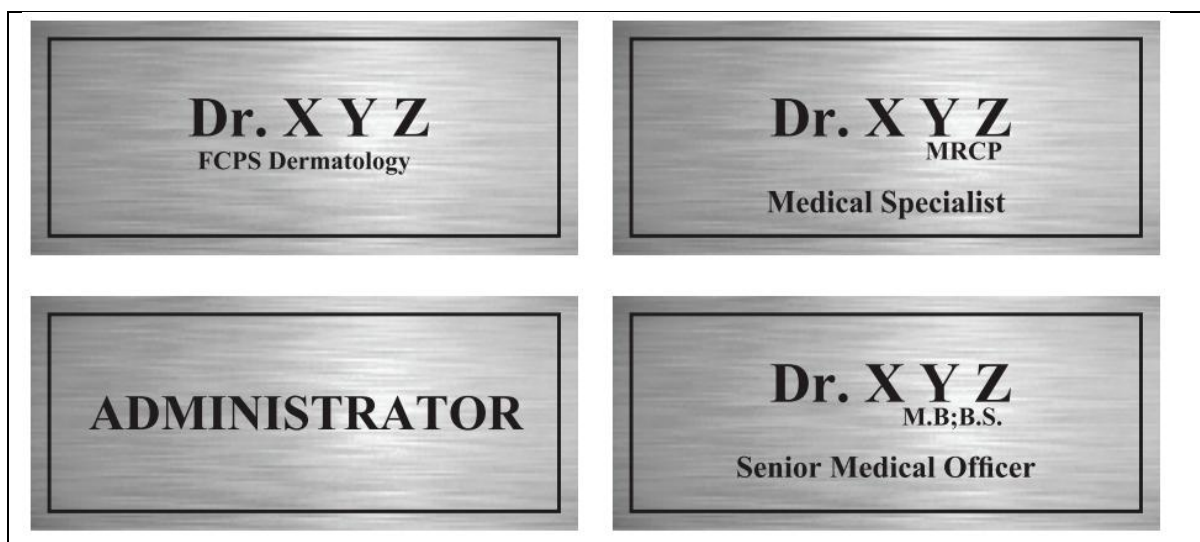 Dr. X Y Z
FCPS Dermatology
Dr. X Y Z
MRCP
Medical Specialist
ADMINISTRATOR
Dr. X Y Z
M.B;B.S.
Senior Medical Officer